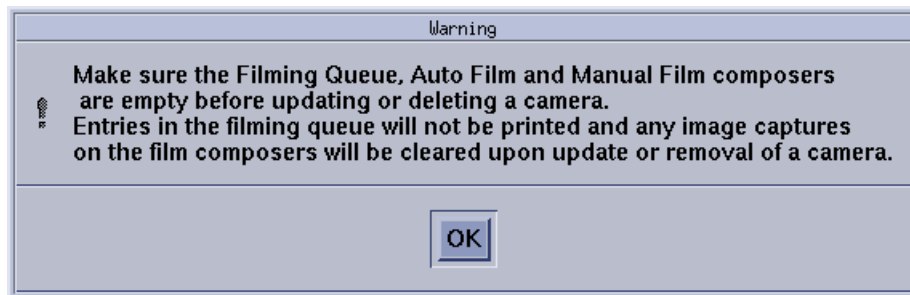 Warning
Make sure the Filming Queue, Auto Film and Manual Film composers
are empty before updating or deleting a camera.
Entries in the filming queue will not be printed and any image captures
on the film composers will be cleared upon update or removal of a camera.
OK